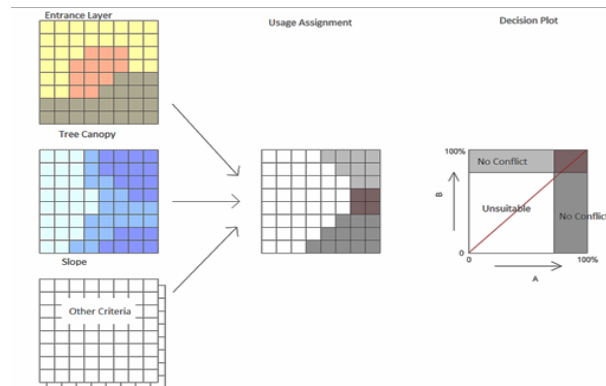 Entrance Layer
Usage Assignment
Decision Plot
Tree Canopy
Slope
Other Criteria
100%
No Conflict
B
Unsuitable
No Conflict
0
0
100%
A